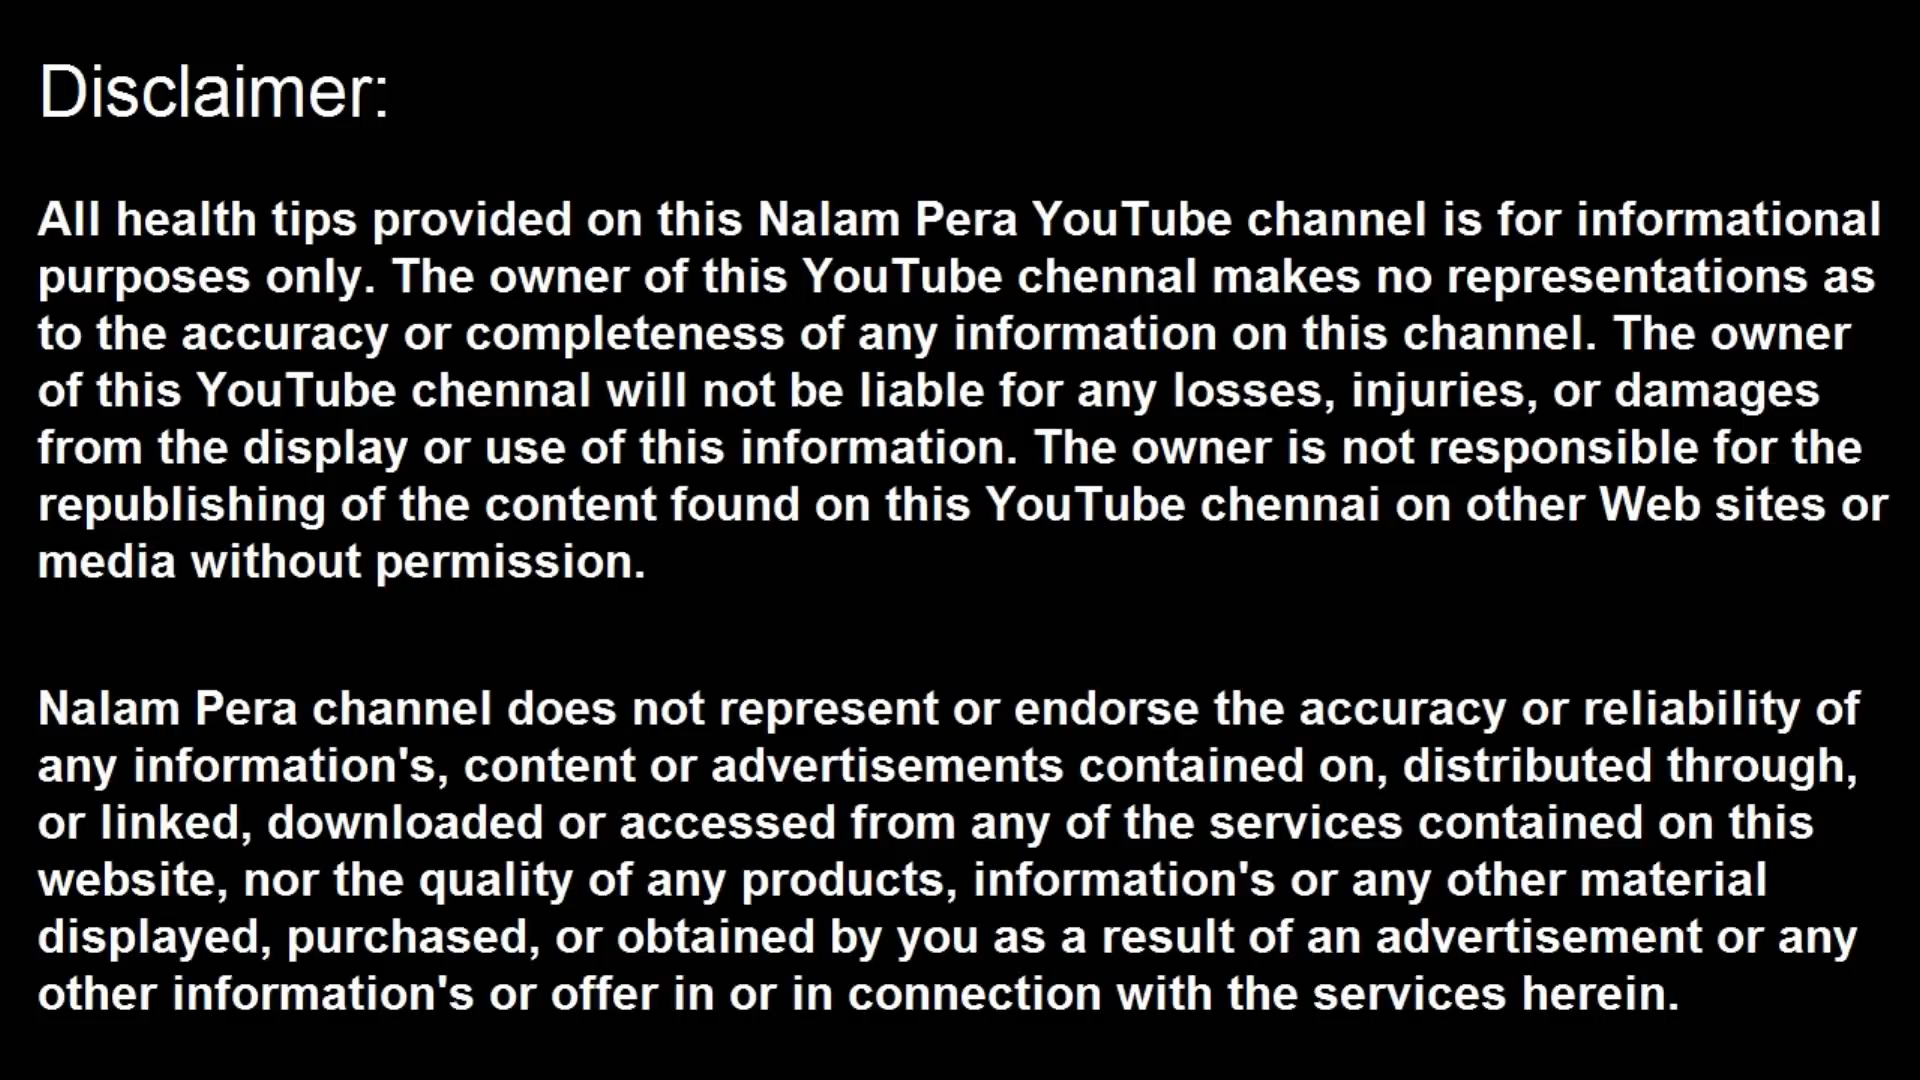 Disclaimer:
All health tips provided on this Nalam Pera YouTube channel is for informational
purposes only. The owner of this YouTube chennal makes no representations as
to the accuracy or completeness of any information on this channel. The owner
of this YouTube chennal will not be liable for any losses, injuries, or damages
from the display or use of this information. The owner is not responsible for the
republishing of the content found on this YouTube chennai on other Web sites or
media without permission.
Nalam Pera channel does not represent or endorse the accuracy or reliability of
any information's, content or advertisements contained on, distributed through,
or linked, downloaded or accessed from any of the services contained on this
website, nor the quality of any products, information's or any other material
displayed, purchased, or obtained by you as a result of an advertisement or any
other information's or offer in or in connection with the services herein.